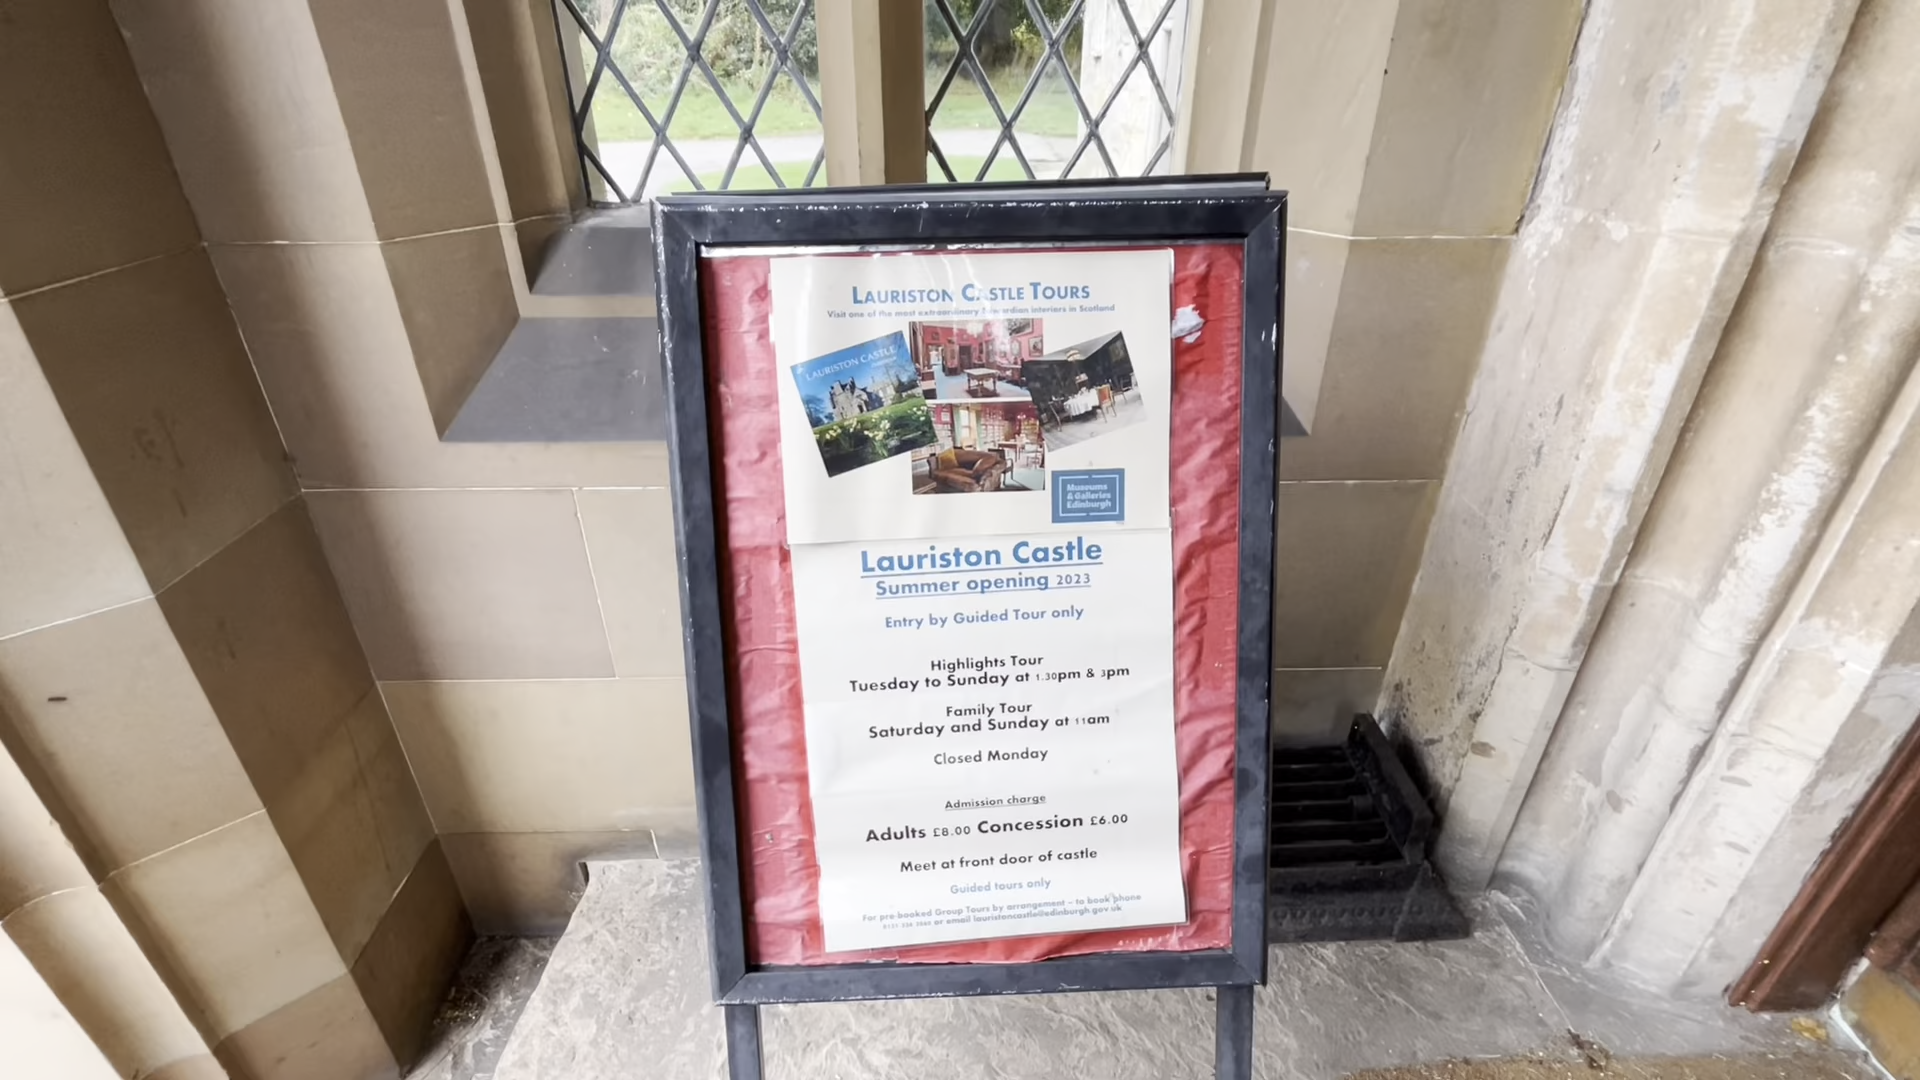 LAURISTON CASTLE TOURS
Visit one of the most extraordinary Edwardian interiors in Scotland
LAURISTON CASTLE
Museums
& Galleries
Edinburgh
Lauriston Castle
Summer opening 2023
Entry by Guided Tour only
Highlights Tour
Tuesday to Sunday at 1.30pm & 3pm
Family Tour
Saturday and Sunday at 11am
Closed Monday
Admission charge
Adults £8.00 Concession £6.00
Meet at front door of castle
Guided tours only
For pre-booked Group Tours by arrangement – to book phone
or email lauristoncastle@edinburgh.gov.uk